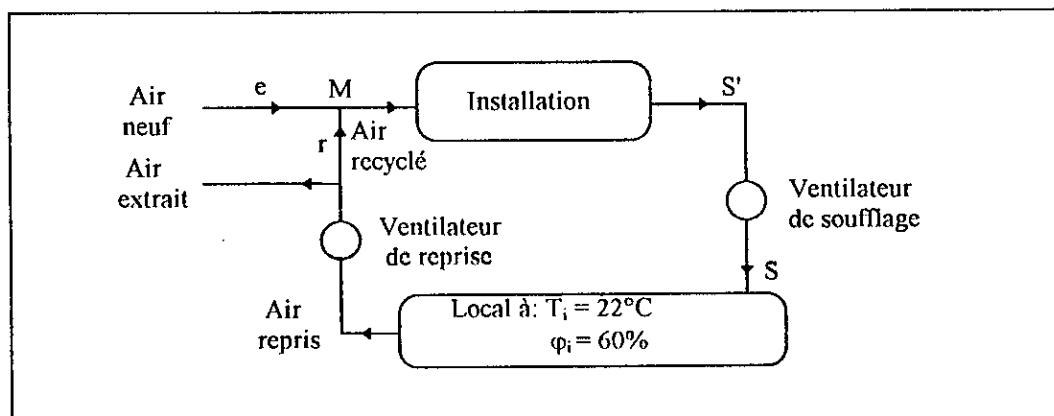 Air
neuf
e
M
Installation
S'
r
Air
recyclé
Air
extrait
Ventilateur
de reprise
Ventilateur
de soufflage
S
Air
repris
Local à: Ti = 22°C
φi = 60%